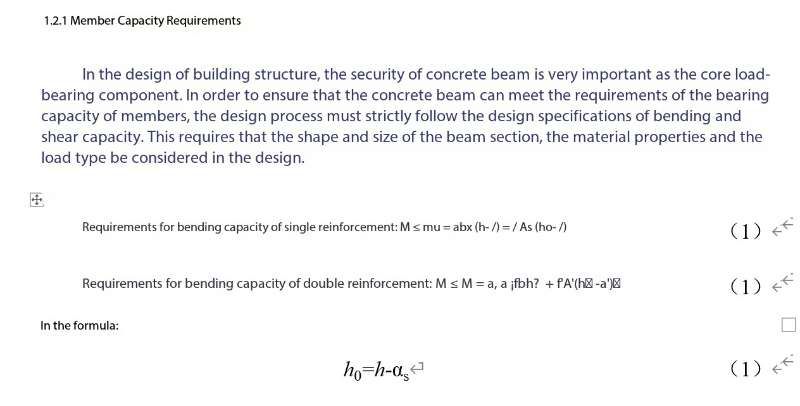 1.2.1 Member Capacity Requirements
In the design of building structure, the security of concrete beam is very important as the core load-
bearing component. In order to ensure that the concrete beam can meet the requirements of the bearing
capacity of members, the design process must strictly follow the design specifications of bending and
shear capacity. This requires that the shape and size of the beam section, the material properties and the
load type be considered in the design.
Requirements for bending capacity of single reinforcement: M ≤ mu = abx (h- /) = / As (ho- /) (1)
Requirements for bending capacity of double reinforcement: M ≤ M = a, a ¡fbh? + f'A'(h -a') (1)
In the formula:
h₀=h-αₛ (1)